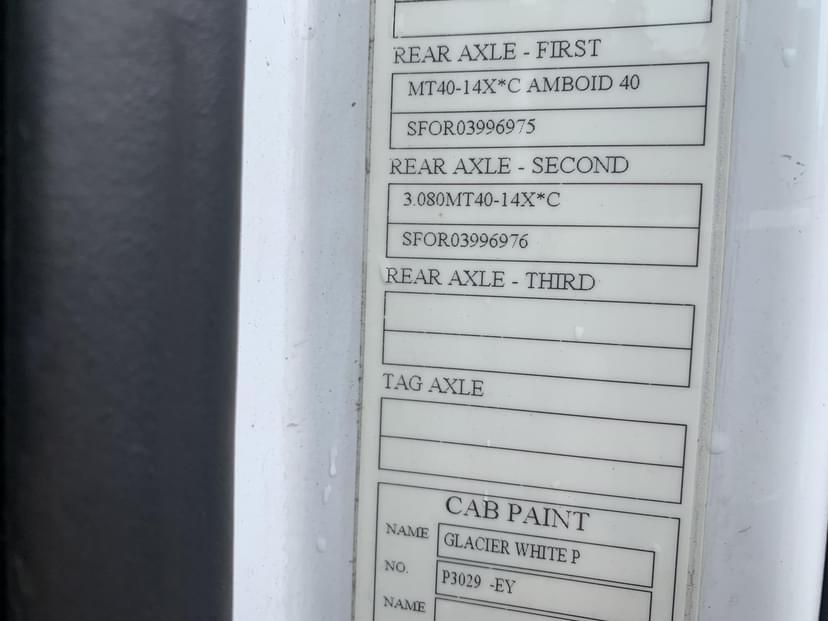 REAR AXLE - FIRST
MT40-14X*C AMBOID 40
SFOR03996975
REAR AXLE - SECOND
3.080MT40-14X*C
SFOR03996976
REAR AXLE - THIRD
TAG AXLE
CAB PAINT
NAME GLACIER WHITE P
NO. P3029 -EY
NAME